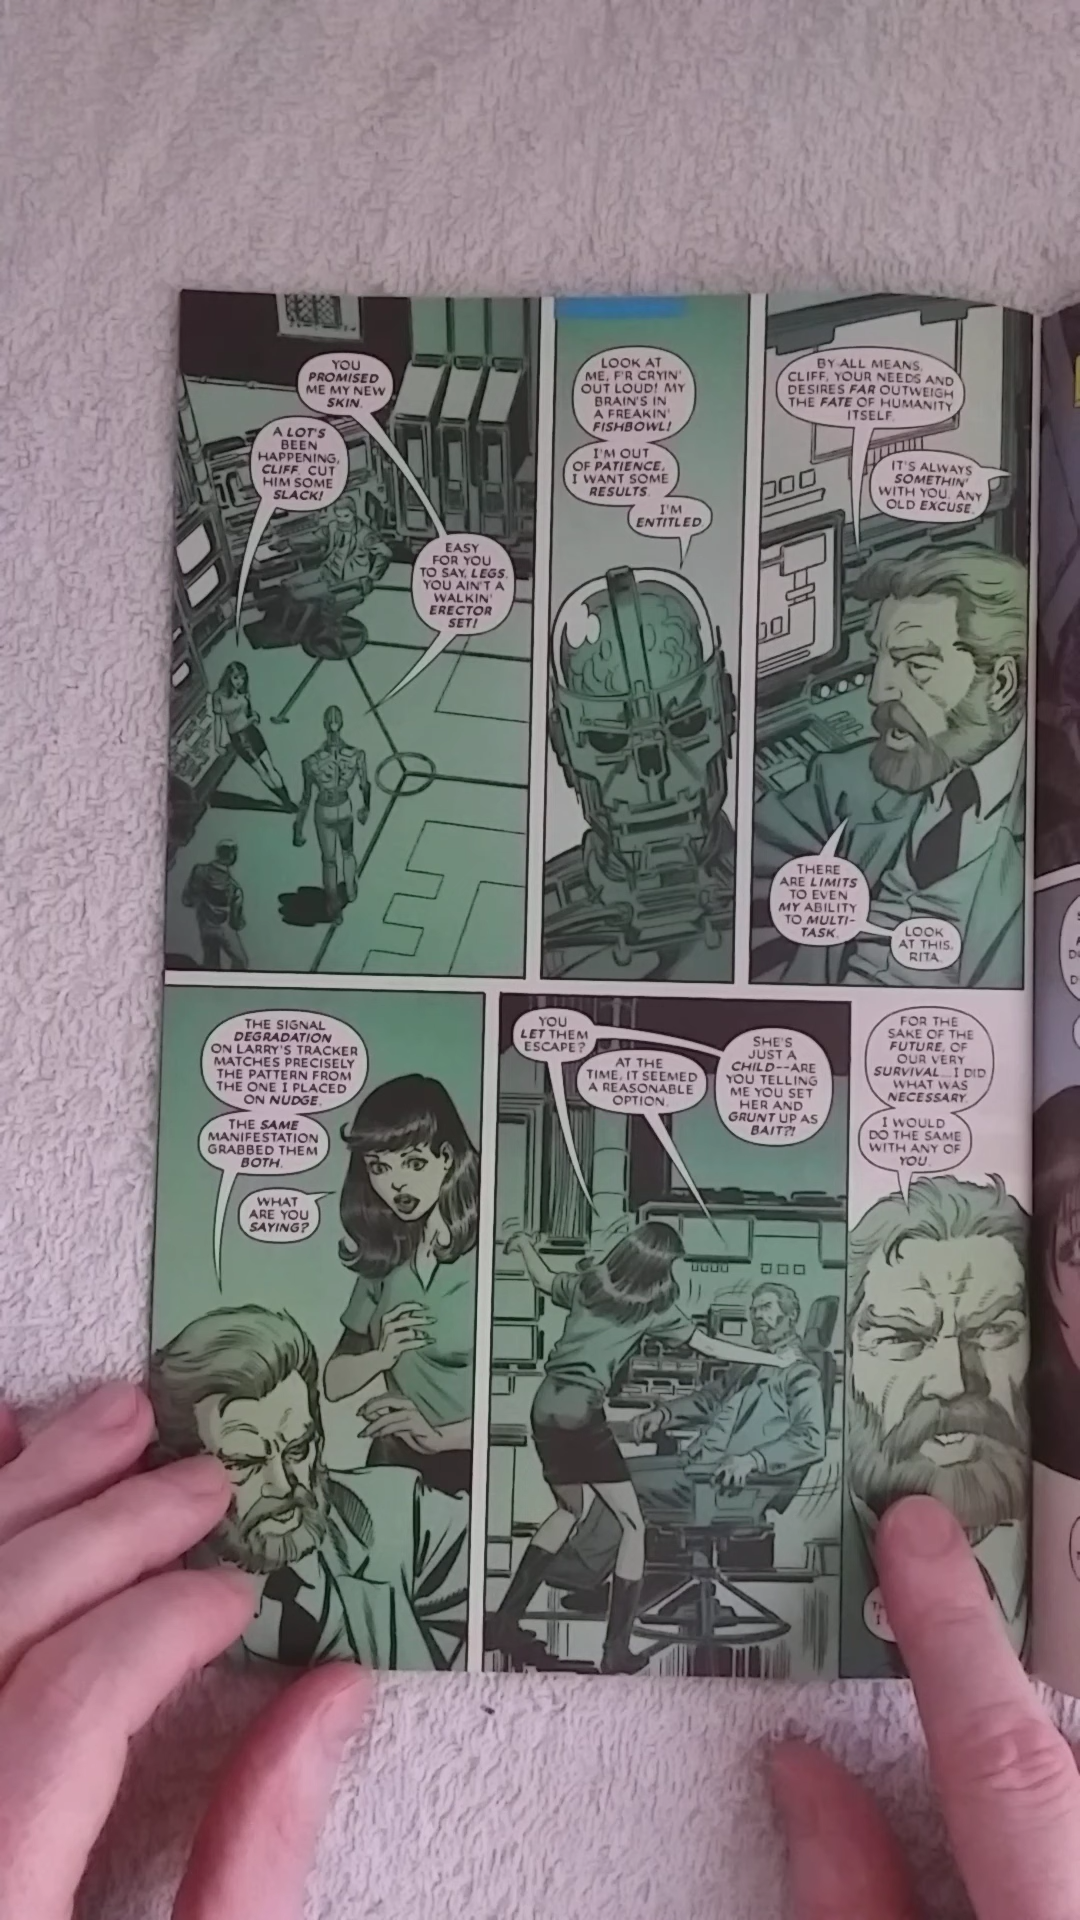 YOU
PROMISED
ME MY NEW
SKIN.
A LOT'S
BEEN
HAPPENING,
CLIFF. CUT
HIM SOME
SLACK!
EASY
FOR YOU
TO SAY, LEGS.
YOU AIN'T A
WALKIN'
ERECTOR
SET!
LOOK AT
ME, F'R CRYIN'
OUT LOUD! MY
BRAIN'S IN
A FREAKIN'
FISHBOWL!
I'M OUT
OF PATIENCE,
I WANT SOME
RESULTS.
I'M
ENTITLED.
BY ALL MEANS,
CLIFF, YOUR NEEDS AND
DESIRES FAR OUTWEIGH
THE FATE OF HUMANITY
ITSELF.
IT'S ALWAYS
SOMETHIN'
WITH YOU. ANY
OLD EXCUSE.
THERE
ARE LIMITS
TO EVEN
MY ABILITY
TO MULTI-
TASK.
LOOK
AT THIS,
RITA.
THE SIGNAL
DEGRADATION
ON LARRY'S TRACKER
MATCHES PRECISELY
THE PATTERN FROM
THE ONE I PLACED
ON NUDGE.
THE SAME
MANIFESTATION
GRABBED THEM
BOTH.
WHAT
ARE YOU
SAYING?
YOU
LET THEM
ESCAPE?
AT THE
TIME, IT SEEMED
A REASONABLE
OPTION.
SHE'S
JUST A
CHILD--ARE
YOU TELLING
ME YOU SET
HER AND
GRUNT UP AS
BAIT?!
FOR THE
SAKE OF THE
FUTURE, OF
OUR VERY
SURVIVAL...I DID
WHAT WAS
NECESSARY.
I WOULD
DO THE SAME
WITH ANY OF
YOU.